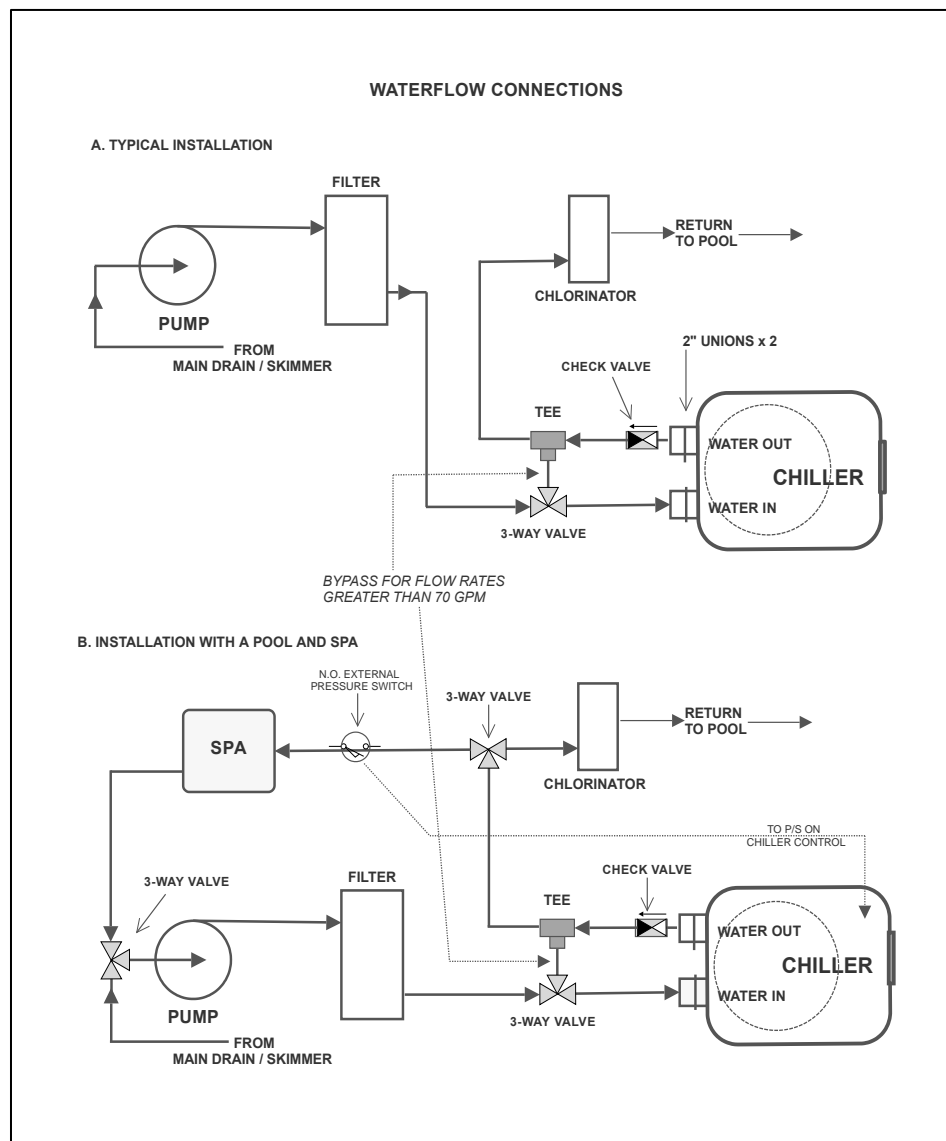 WATERFLOW CONNECTIONS
A. TYPICAL INSTALLATION
FILTER
RETURN
TO POOL
CHLORINATOR
PUMP
FROM
MAIN DRAIN / SKIMMER
2" UNIONS x 2
CHECK VALVE
TEE
WATER OUT
CHILLER
WATER IN
3-WAY VALVE
BYPASS FOR FLOW RATES
GREATER THAN 70 GPM
B. INSTALLATION WITH A POOL AND SPA
N.O. EXTERNAL
PRESSURE SWITCH
3-WAY VALVE
RETURN
TO POOL
SPA
CHLORINATOR
TO P/S ON
CHILLER CONTROL
3-WAY VALVE
FILTER
CHECK VALVE
TEE
WATER OUT
CHILLER
WATER IN
PUMP
3-WAY VALVE
FROM
MAIN DRAIN / SKIMMER